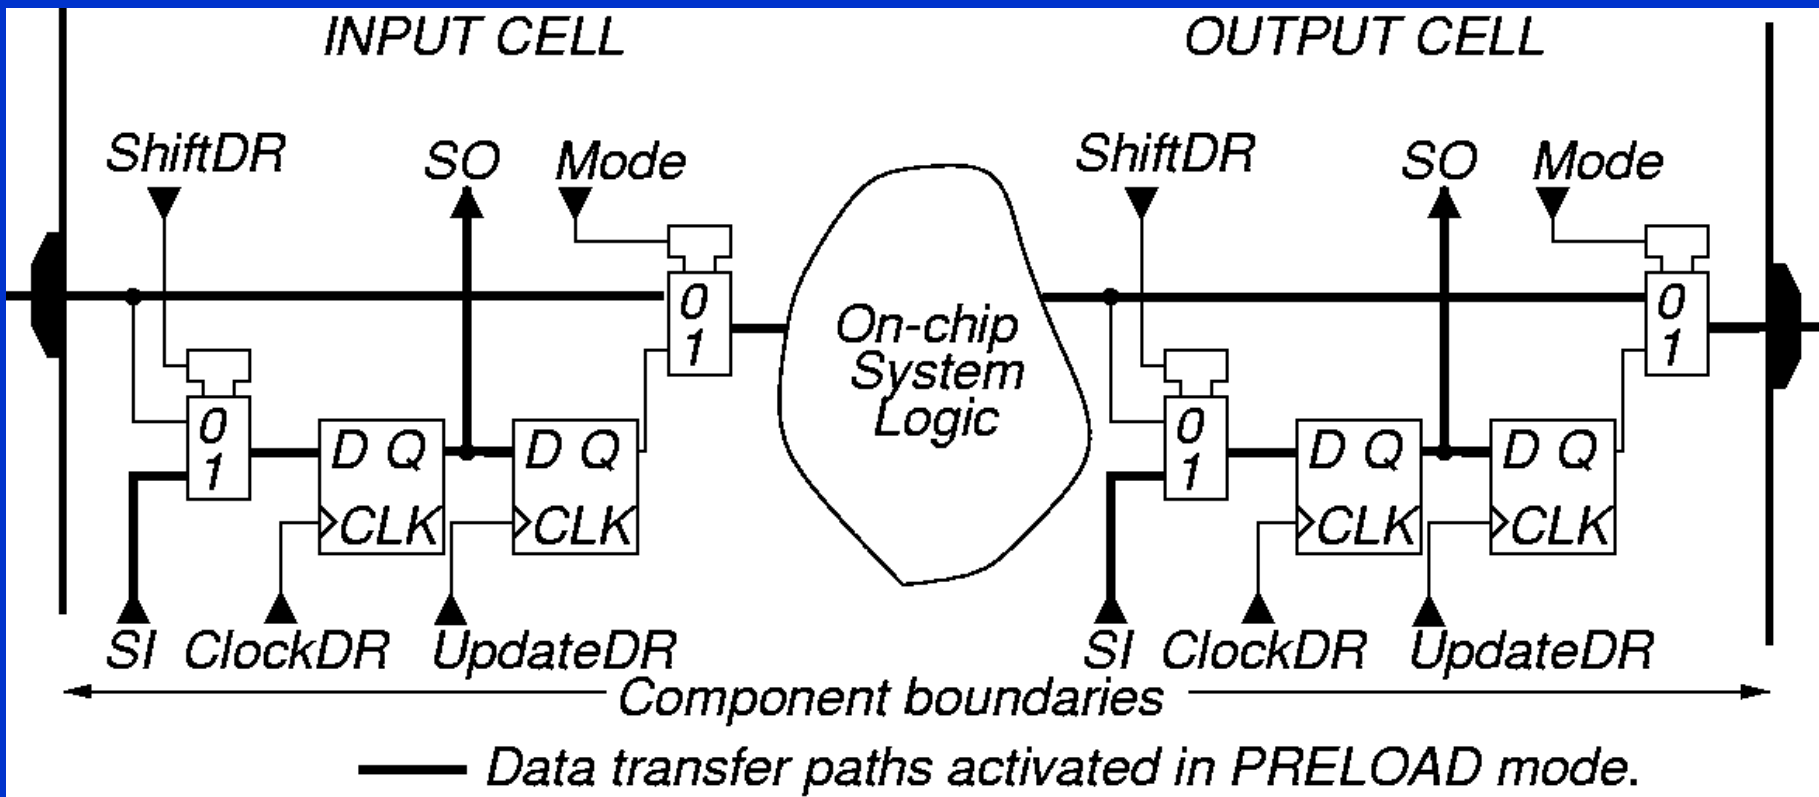 INPUT CELL
OUTPUT CELL
ShiftDR
SO
Mode
ShiftDR
SO
Mode
0
1
0
1
On-chip
System
Logic
0
1
D Q
CLK
D Q
CLK
0
1
D Q
CLK
D Q
CLK
SI
ClockDR
UpdateDR
SI
ClockDR
UpdateDR
Component boundaries
Data transfer paths activated in PRELOAD mode.